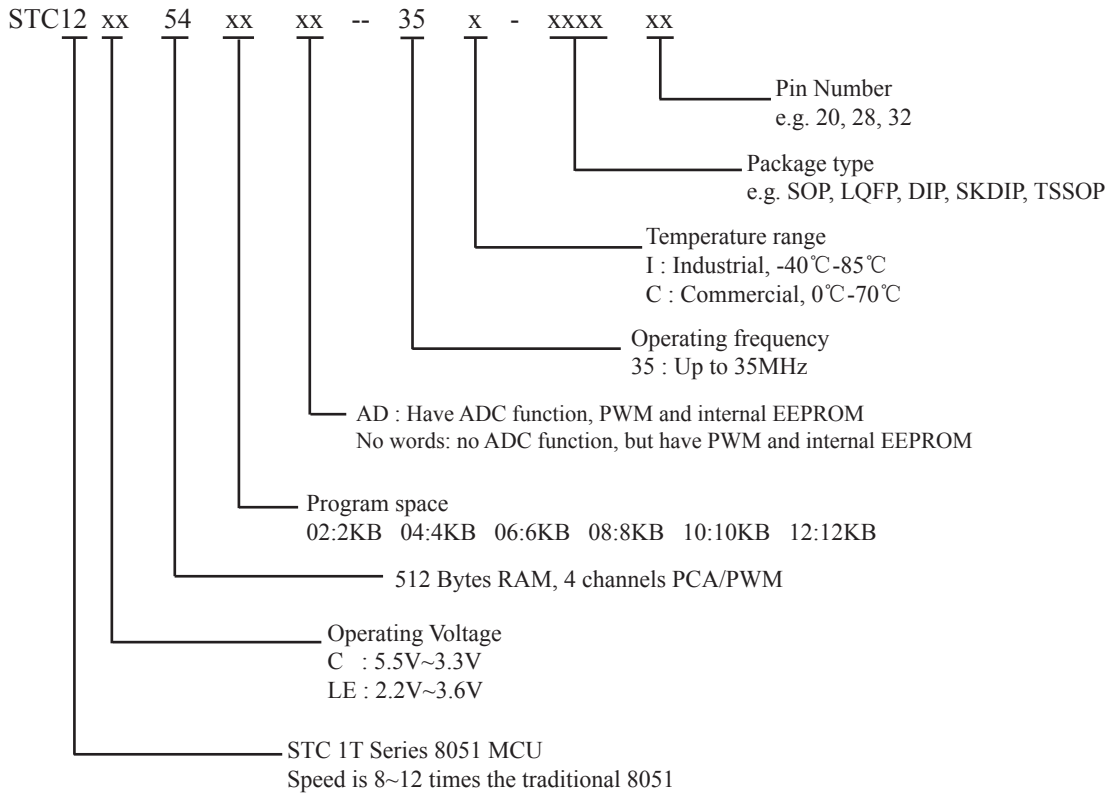 STC12 xx 54 xx xx -- 35 x - xxxx xx
Pin Number
e.g. 20, 28, 32
Package type
e.g. SOP, LQFP, DIP, SKDIP, TSSOP
Temperature range
I : Industrial, -40℃-85℃
C : Commercial, 0℃-70℃
Operating frequency
35 : Up to 35MHz
AD : Have ADC function, PWM and internal EEPROM
No words: no ADC function, but have PWM and internal EEPROM
Program space
02:2KB 04:4KB 06:6KB 08:8KB 10:10KB 12:12KB
512 Bytes RAM, 4 channels PCA/PWM
Operating Voltage
C : 5.5V~3.3V
LE : 2.2V~3.6V
STC 1T Series 8051 MCU
Speed is 8~12 times the traditional 8051